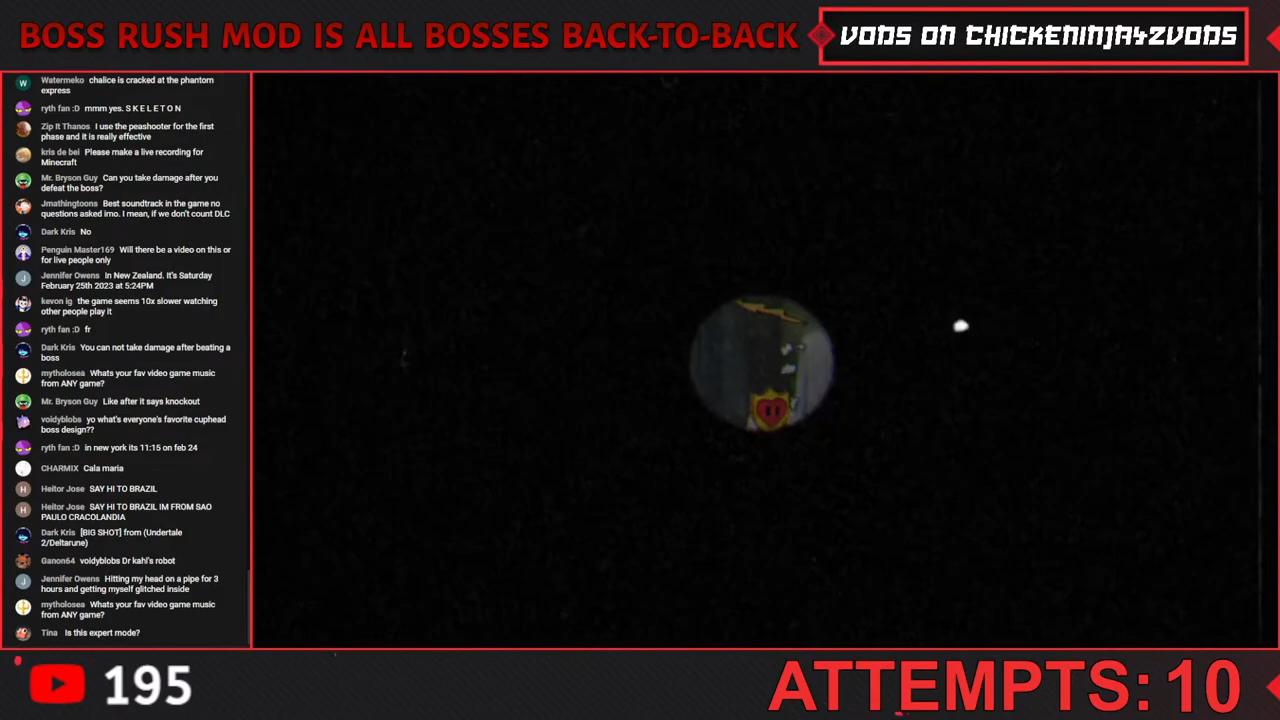 BOSS RUSH MOD IS ALL BOSSES BACK-TO-BACK
VODS ON CHICKENINJA42VODS
W
Watermeko chalice is cracked at the phantom
express
ryth fan :D mmm yes. S K E L E T O N
Zip It Thanos I use the peashooter for the first
phase and it is really effective
kris de bei Please make a live recording for
Minecraft
Mr. Bryson Guy Can you take damage after you
defeat the boss?
Jmathingtoons Best soundtrack in the game no
questions asked imo. I mean, if we don't count DLC
Dark Kris No
Penguin Master169 Will there be a video on this or
for live people only
J
Jennifer Owens In New Zealand. It's Saturday
February 25th 2023 at 5:24PM
kevon ig the game seems 10x slower watching
other people play it
ryth fan :D fr
Dark Kris You can not take damage after beating a
boss
mytholosea Whats your fav video game music
from ANY game?
Mr. Bryson Guy Like after it says knockout
voidyblobs yo what's everyone's favorite cuphead
boss design??
ryth fan :D in new york its 11:15 on feb 24
CHARMIX Cala maria
H
Heitor Jose SAY HI TO BRAZIL
H
Heitor Jose SAY HI TO BRAZIL IM FROM SAO
PAULO CRACOLANDIA
Dark Kris [BIG SHOT] from (Undertale
2/Deltarune)
Ganon64 voidyblobs Dr kahl's robot
J
Jennifer Owens Hitting my head on a pipe for 3
hours and getting myself glitched inside
mytholosea Whats your fav video game music
from ANY game?
Tina Is this expert mode?
195
ATTEMPTS: 10